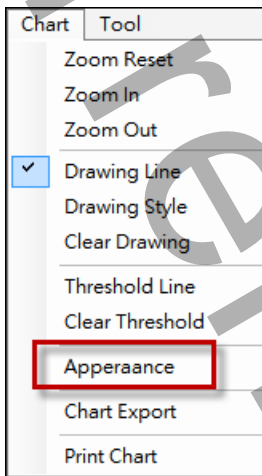 Chart Tool
Zoom Reset
Zoom In
Zoom Out
Drawing Line
Drawing Style
Clear Drawing
Threshold Line
Clear Threshold
Apperaance
Chart Export
Print Chart